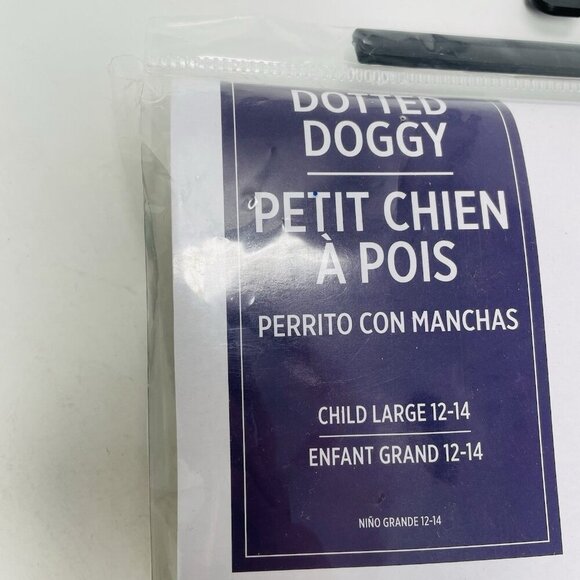 DOTTED
DOGGY
PETIT CHIEN
À POIS
PERRITO CON MANCHAS
CHILD LARGE 12-14
ENFANT GRAND 12-14
NIÑO GRANDE 12-14